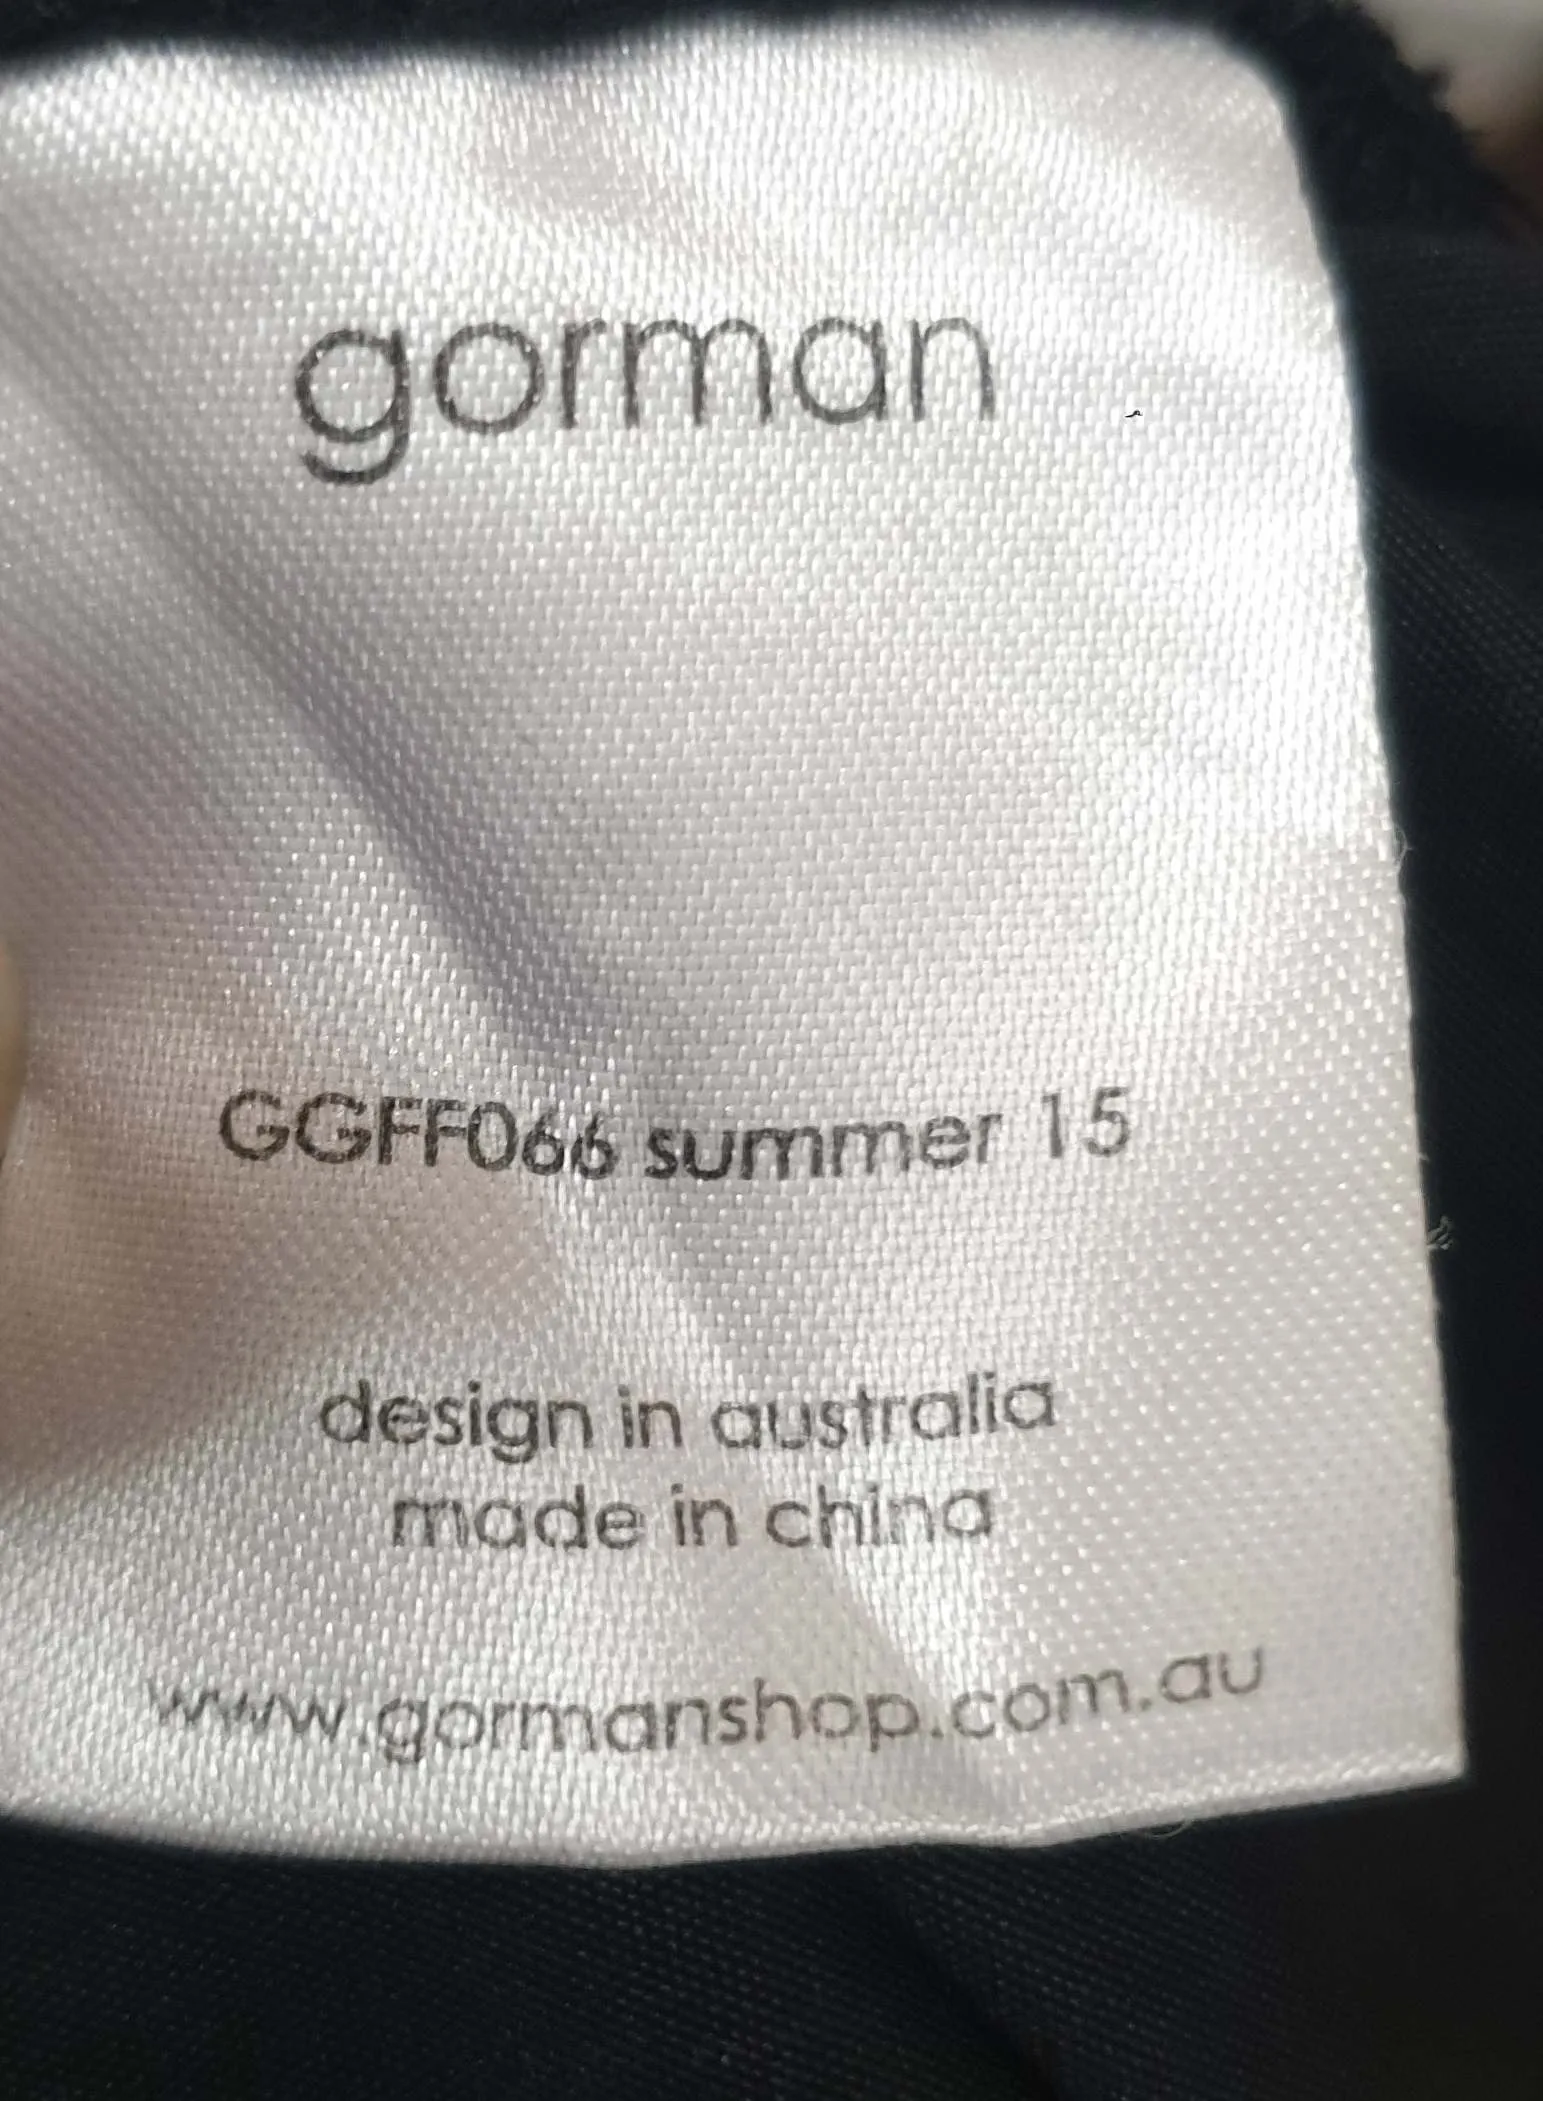 gorman
GGFF066 summer 15
design in australia
made in china
www.gormanshop.com.au